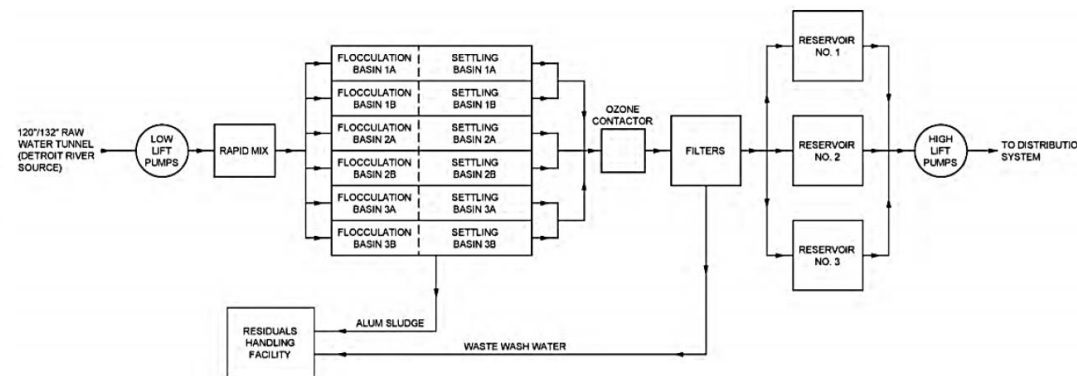 120"/132" RAW
WATER TUNNEL
(DETROIT RIVER
SOURCE)
LOW
LIFT
PUMPS
RAPID MIX
FLOCCULATION
BASIN 1A
SETTLING
BASIN 1A
FLOCCULATION
BASIN 1B
SETTLING
BASIN 1B
FLOCCULATION
BASIN 2A
SETTLING
BASIN 2A
FLOCCULATION
BASIN 2B
SETTLING
BASIN 2B
FLOCCULATION
BASIN 3A
SETTLING
BASIN 3A
FLOCCULATION
BASIN 3B
SETTLING
BASIN 3B
OZONE
CONTACTOR
FILTERS
RESERVOIR
NO. 1
RESERVOIR
NO. 2
RESERVOIR
NO. 3
HIGH
LIFT
PUMPS
TO DISTRIBUTIO
SYSTEM
RESIDUALS
HANDLING
FACILITY
ALUM SLUDGE
WASTE WASH WATER